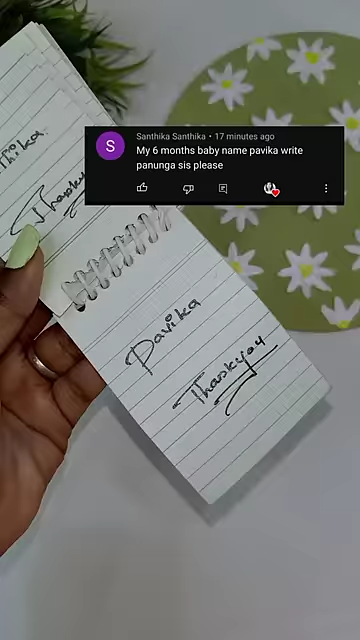 Santhika Santhika • 17 minutes ago
S
My 6 months baby name pavika write
panunga sis please
Pavika
Thankyou